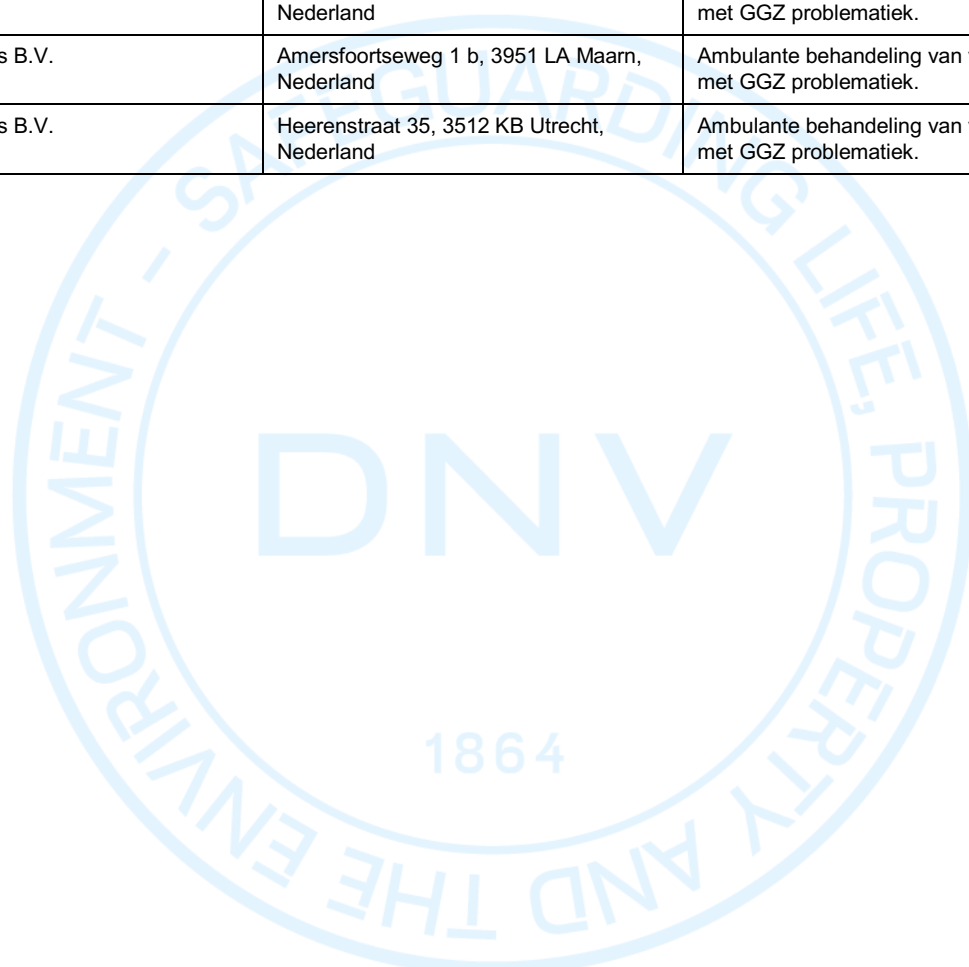 Nederland
met GGZ problematiek.
s B.V.
Amersfoortseweg 1 b, 3951 LA Maarn,
Nederland
Ambulante behandeling van
met GGZ problematiek.
s B.V.
Heerenstraat 35, 3512 KB Utrecht,
Nederland
Ambulante behandeling van
met GGZ problematiek.
SAFEGUARDING LIFE, PROPERTY AND THE ENVIRONMENT -
DNV
1864